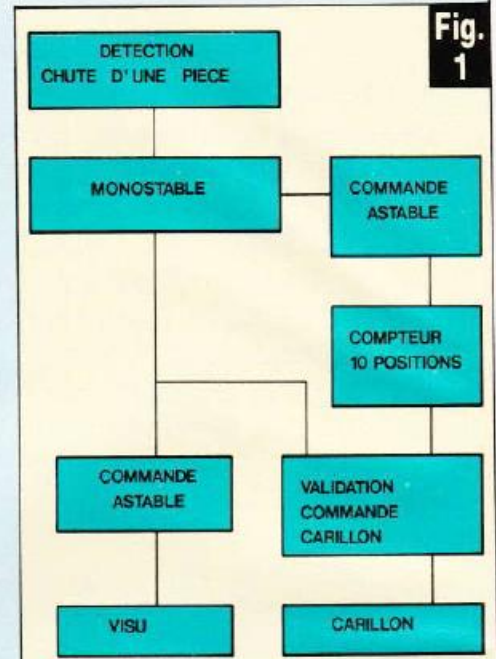 Fig.
1
DETECTION
CHUTE D'UNE PIECE
MONOSTABLE
COMMANDE
ASTABLE
COMPTEUR
10 POSITIONS
COMMANDE
ASTABLE
VALIDATION
COMMANDE
CARILLON
VISU
CARILLON